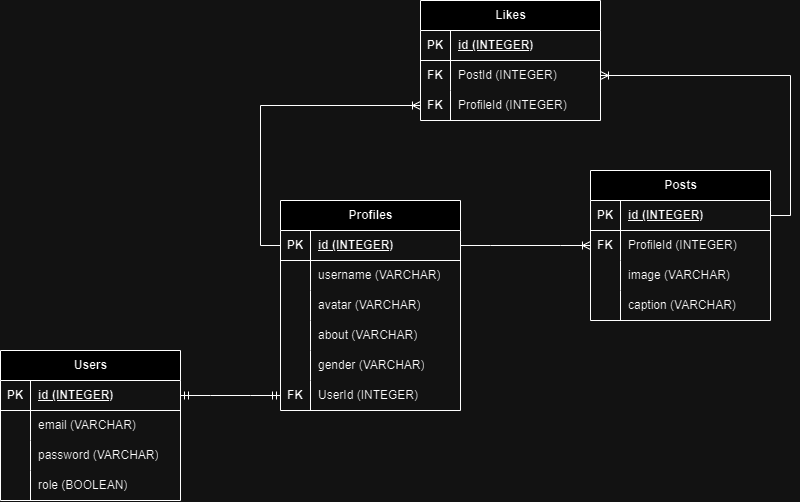 Likes
PK id (INTEGER)
FK PostId (INTEGER)
FK ProfileId (INTEGER)
Posts
PK id (INTEGER)
FK ProfileId (INTEGER)
image (VARCHAR)
caption (VARCHAR)
Profiles
PK id (INTEGER)
username (VARCHAR)
avatar (VARCHAR)
about (VARCHAR)
gender (VARCHAR)
FK UserId (INTEGER)
Users
PK id (INTEGER)
email (VARCHAR)
password (VARCHAR)
role (BOOLEAN)